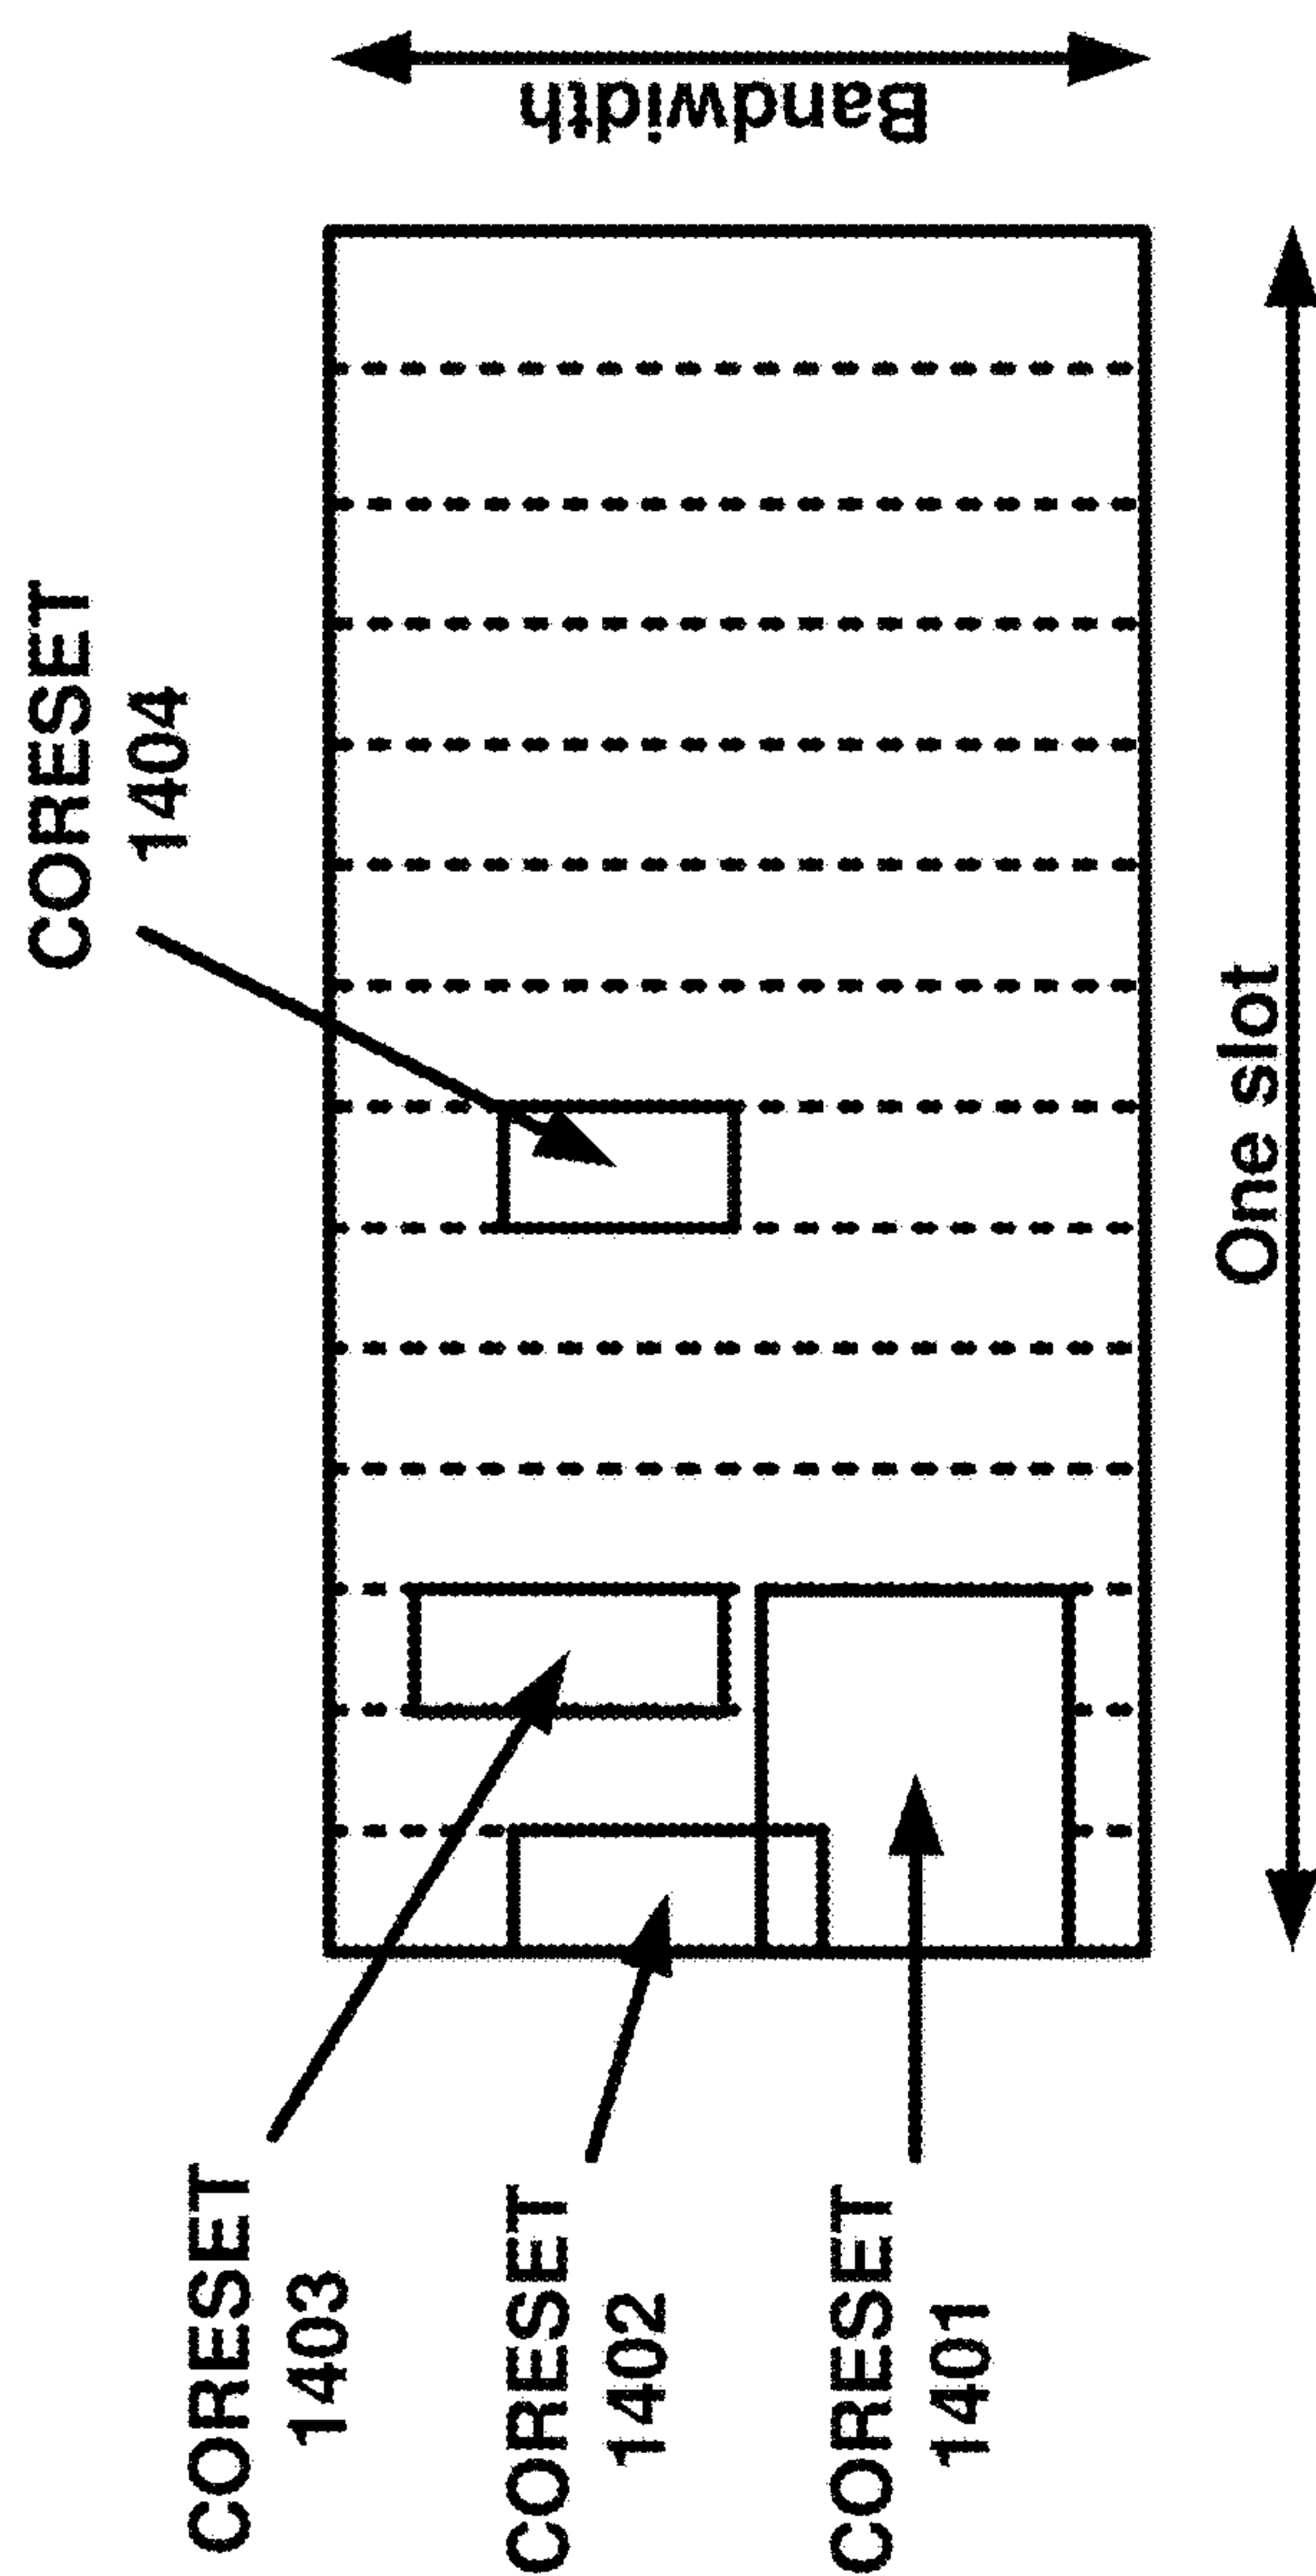 CORESET
1404
Bandwidth
CORESET
1403
CORESET
1402
CORESET
1401
One slot